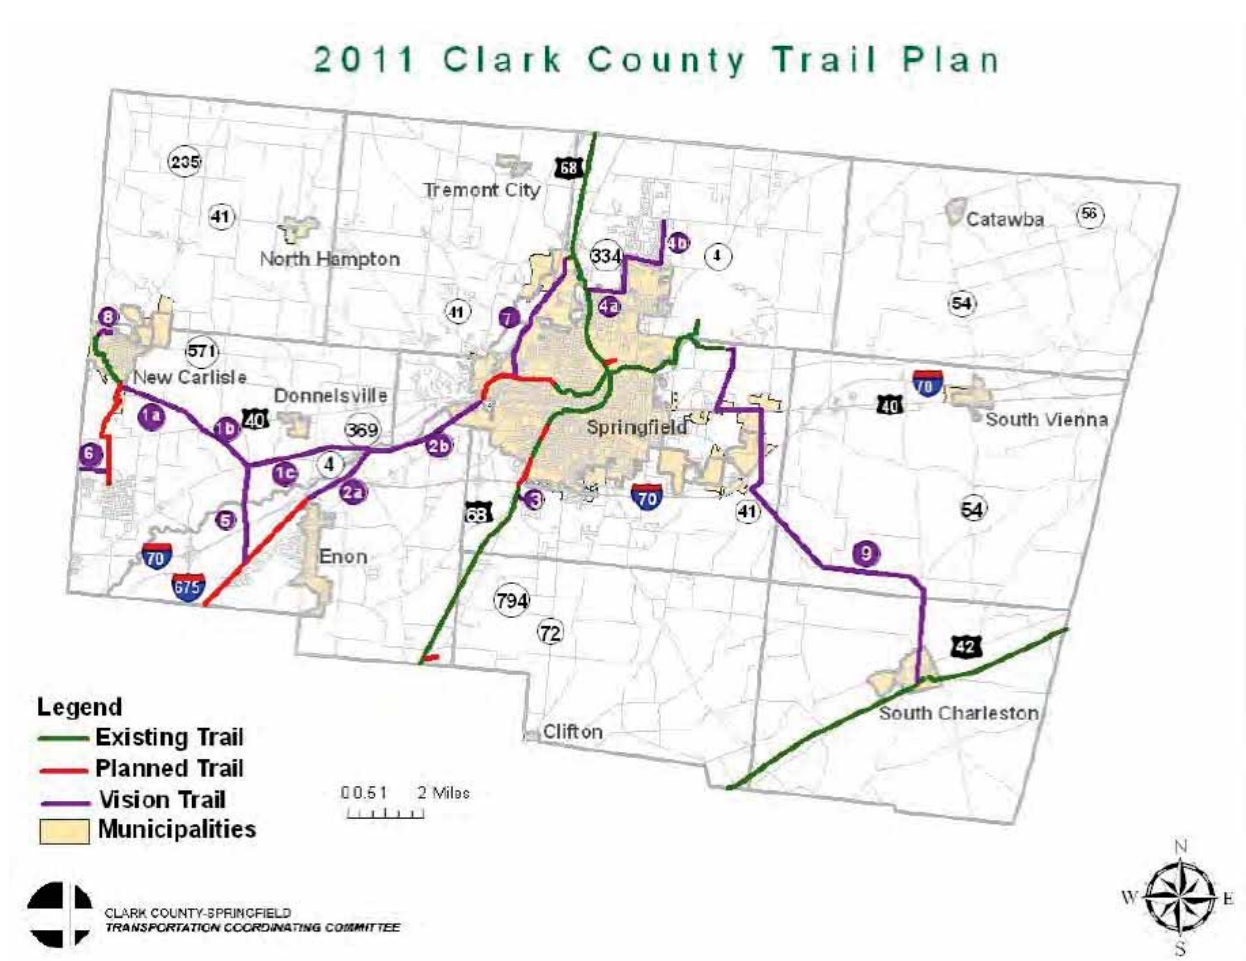 2011 Clark County Trail Plan
68
235
Tremont City
41
Catawba
56
4b
334
4
North Hampton
54
4a
41
7
8
571
New Carlisle
70
Donnelsville
40
40
South Vienna
1a
1b
369
Springfield
2b
6
4
1c
2a
3
70
54
68
41
5
70
Enon
9
675
794
72
42
South Charleston
Clifton
Legend
Existing Trail
Planned Trail
Vision Trail
Municipalities
0 0.5 1 2 Miles
N
W E
S
CLARK COUNTY-SPRINGFIELD
TRANSPORTATION COORDINATING COMMITTEE